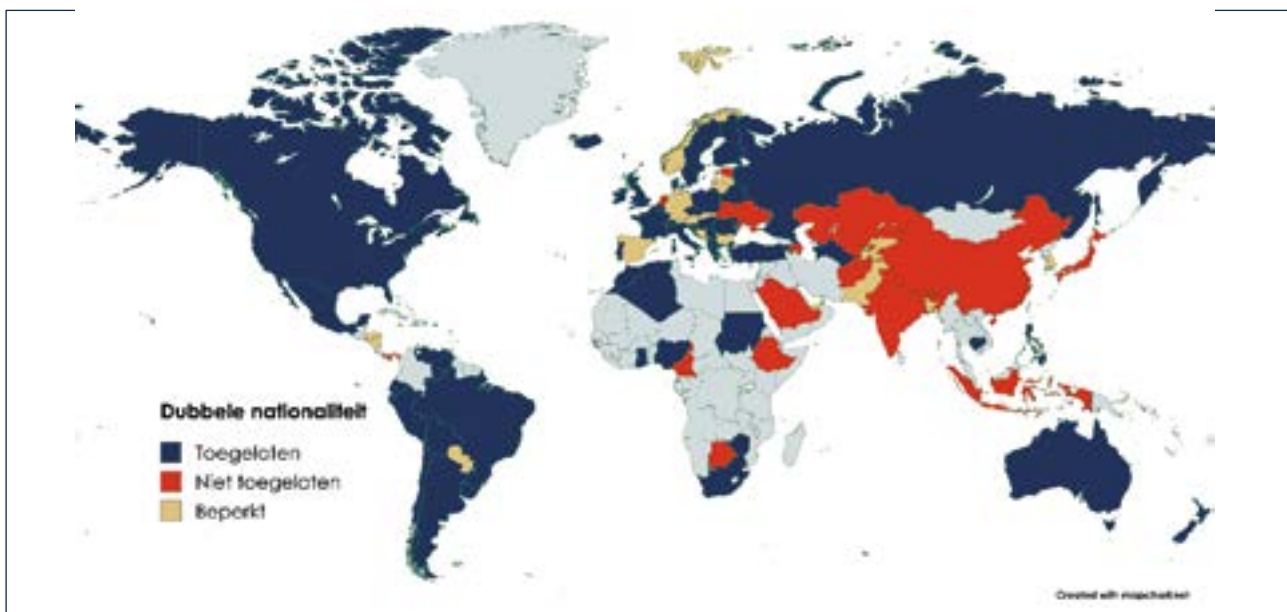 Dubbele nationaliteit
Toegelaten
Niet toegelaten
Beperkt
Created with mapchart.net